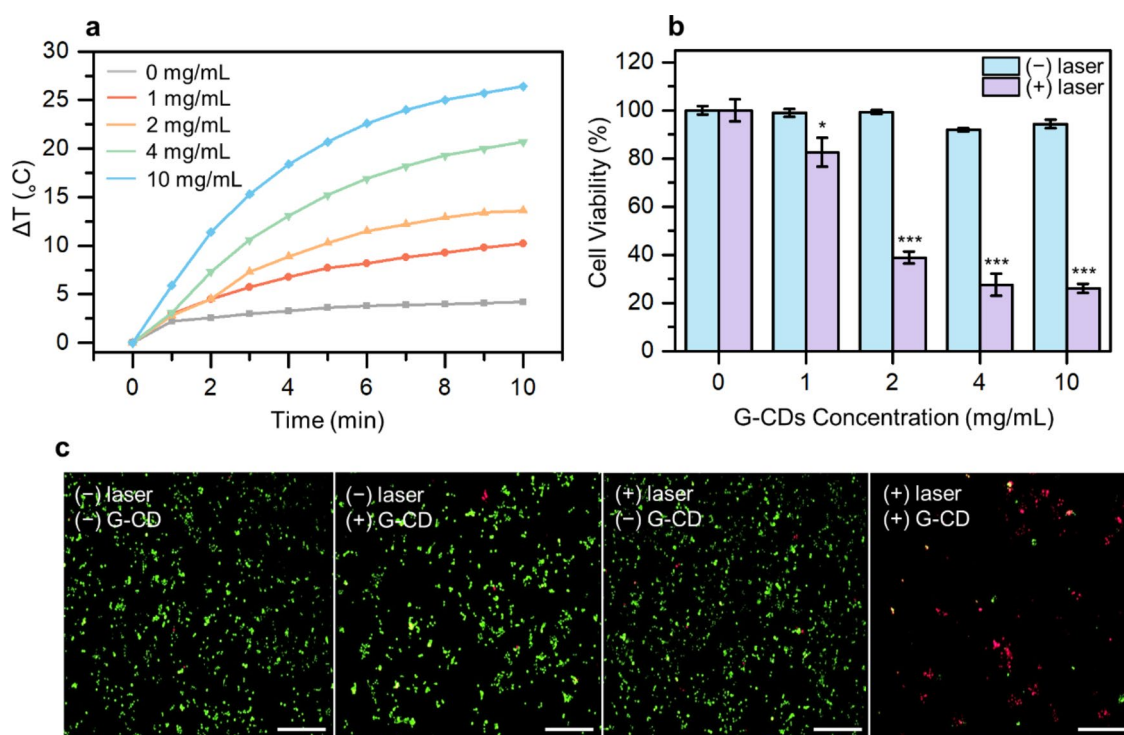 a
30
25
20
15
10
5
0
ΔT (°C)
0 mg/mL
1 mg/mL
2 mg/mL
4 mg/mL
10 mg/mL
0 2 4 6 8 10
Time (min)
b
120
100
80
60
40
20
0
Cell Viability (%)
(−) laser
(+) laser
*
***
***
***
0 1 2 4 10
G-CDs Concentration (mg/mL)
c
(−) laser
(−) G-CD
(−) laser
(+) G-CD
(+) laser
(−) G-CD
(+) laser
(+) G-CD